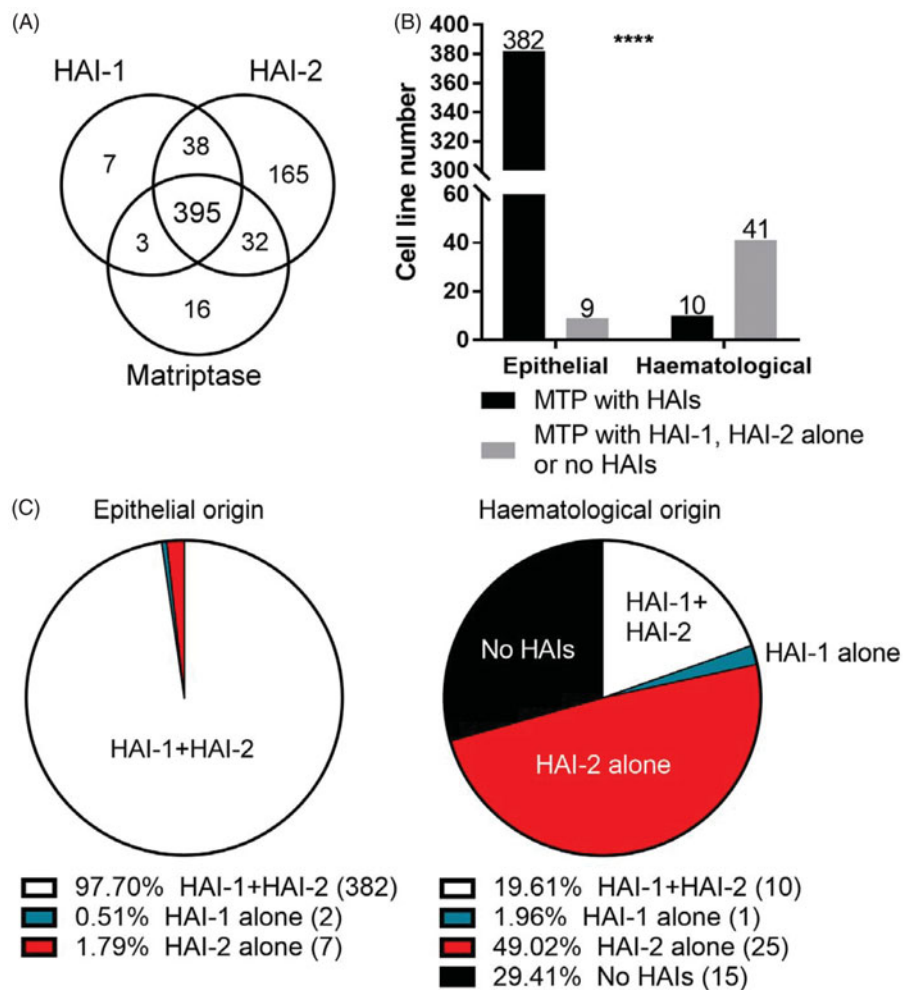 (A)
HAI-1 HAI-2
7 38 165
395
3 32
16
Matriptase
(B)
****
Cell line number
400
380
360
340
320
300
60
40
20
0
382
9
10
41
Epithelial Haematological
MTP with HAIs
MTP with HAI-1, HAI-2 alone
or no HAIs
(C)
Epithelial origin
HAI-1+HAI-2
97.70% HAI-1+HAI-2 (382)
0.51% HAI-1 alone (2)
1.79% HAI-2 alone (7)
Haematological origin
HAI-1+
HAI-2
No HAIs
HAI-1 alone
HAI-2 alone
19.61% HAI-1+HAI-2 (10)
1.96% HAI-1 alone (1)
49.02% HAI-2 alone (25)
29.41% No HAIs (15)